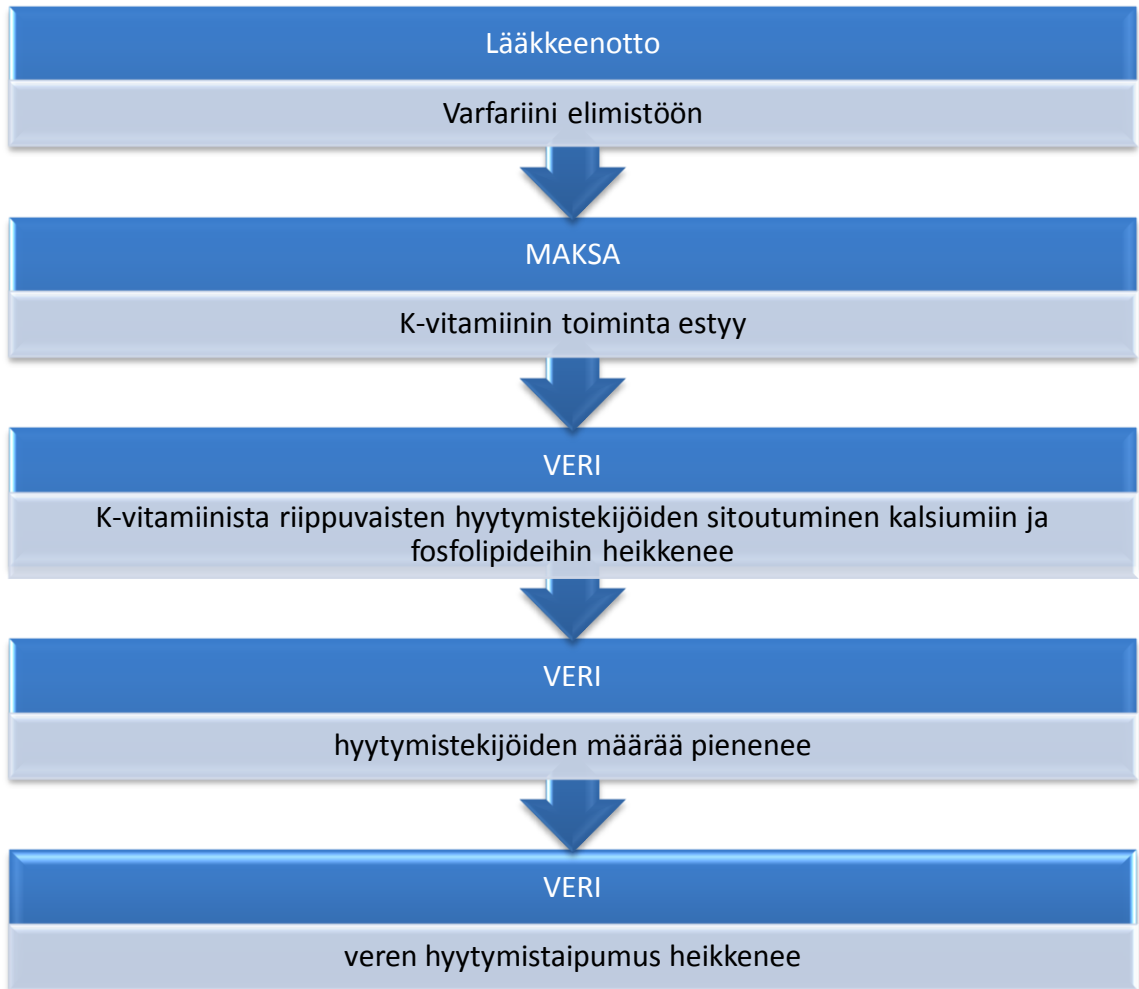 Lääkkeenotto
Varfariini elimistöön
MAKSA
K-vitamiinin toiminta estyy
VERI
K-vitamiinista riippuvaisten hyytymistekijöiden sitoutuminen kalsiumiin ja
fosfolipideihin heikkenee
VERI
hyytymistekijöiden määrää pienenee
VERI
veren hyytymistaipumus heikkenee